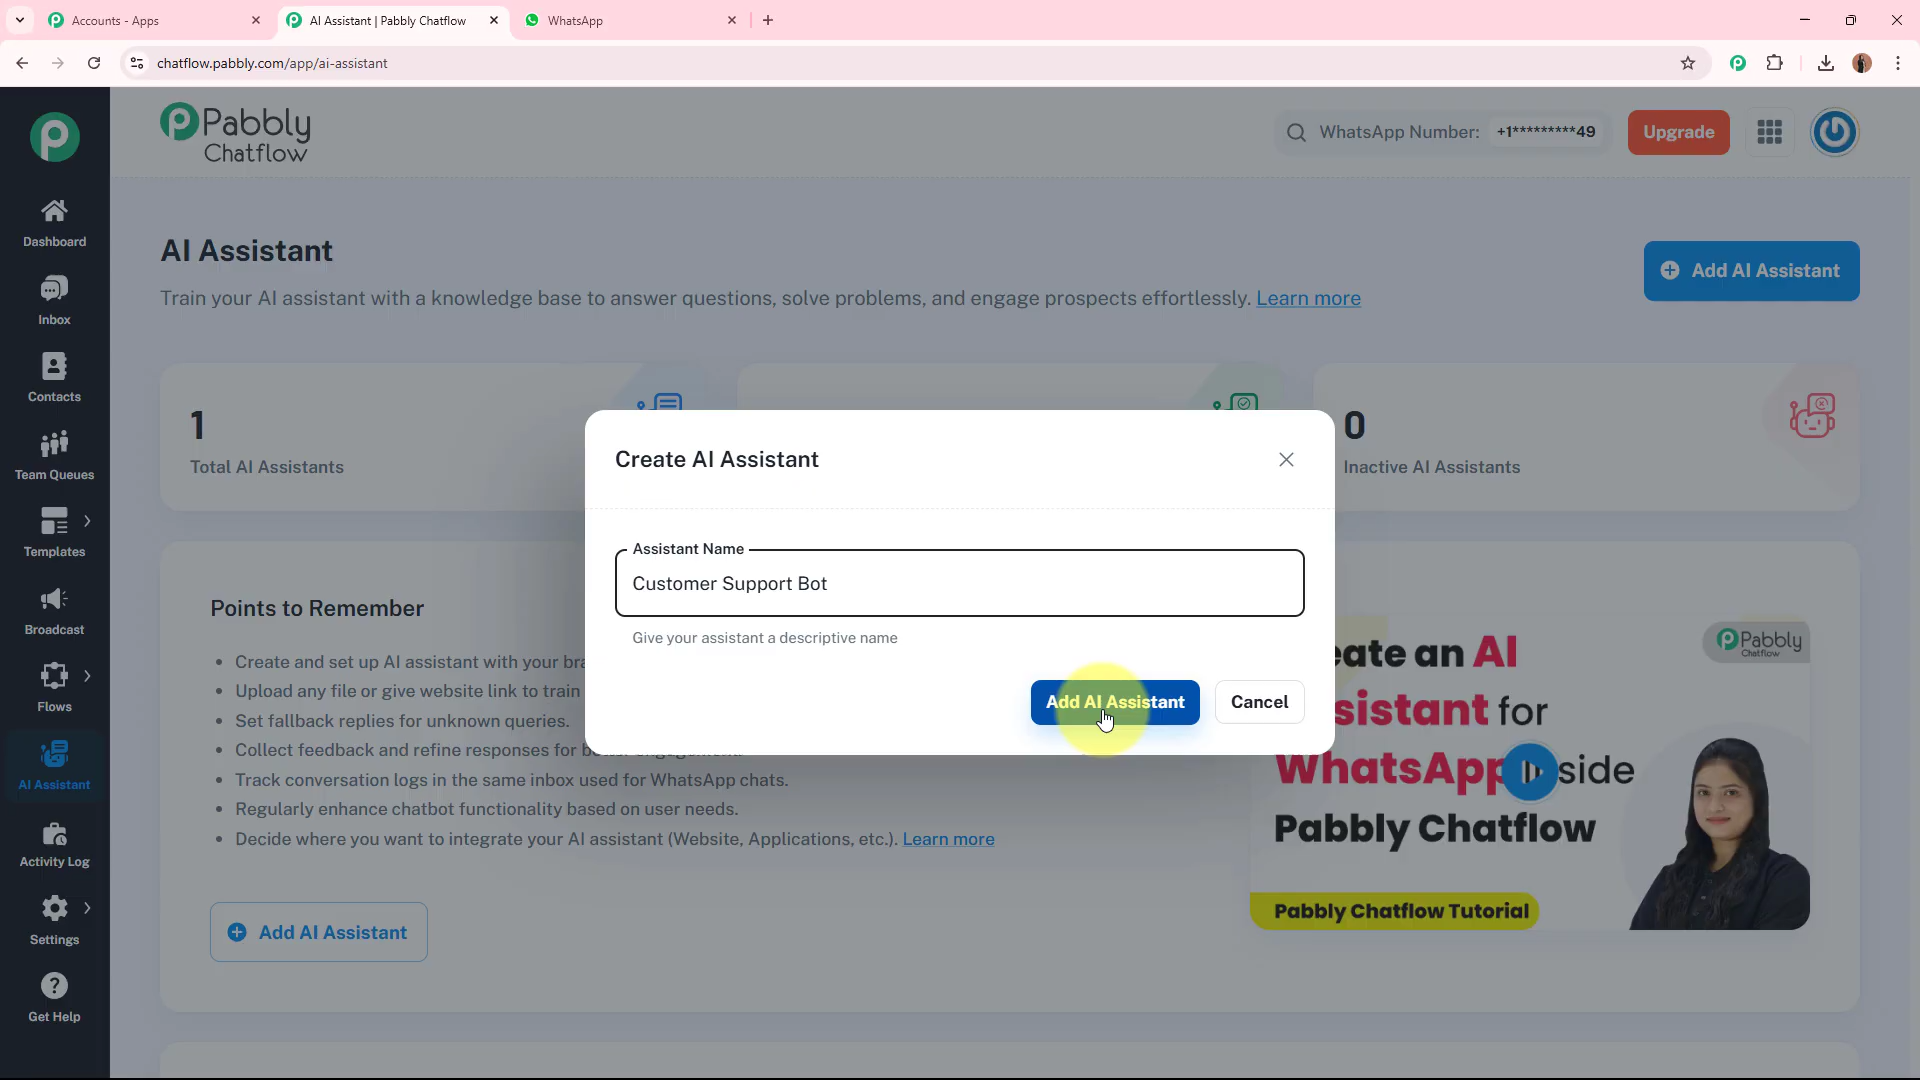 Accounts - Apps
AI Assistant | Pabbly Chatflow
WhatsApp
chatflow.pabbly.com/app/ai-assistant
Pabbly
Chatflow
WhatsApp Number: +1*********49
Upgrade
Dashboard
Inbox
Contacts
Team Queues
Templates
Broadcast
Flows
AI Assistant
Activity Log
Settings
Get Help
AI Assistant
Train your AI assistant with a knowledge base to answer questions, solve problems, and engage prospects effortlessly. Learn more
Add AI Assistant
1
Total AI Assistants
0
Inactive AI Assistants
Create AI Assistant
Assistant Name
Customer Support Bot
Give your assistant a descriptive name
Add AI Assistant
Cancel
Points to Remember
Create and set up AI assistant with your
Upload any file or give website link to train
Set fallback replies for unknown queries.
Collect feedback and refine responses for
Track conversation logs in the same inbox used for WhatsApp chats.
Regularly enhance chatbot functionality based on user needs.
Decide where you want to integrate your AI assistant (Website, Applications, etc.). Learn more
Add AI Assistant
Pabbly
Chatflow
eate an AI
sistant for
WhatsApp side
Pabbly Chatflow
Pabbly Chatflow Tutorial